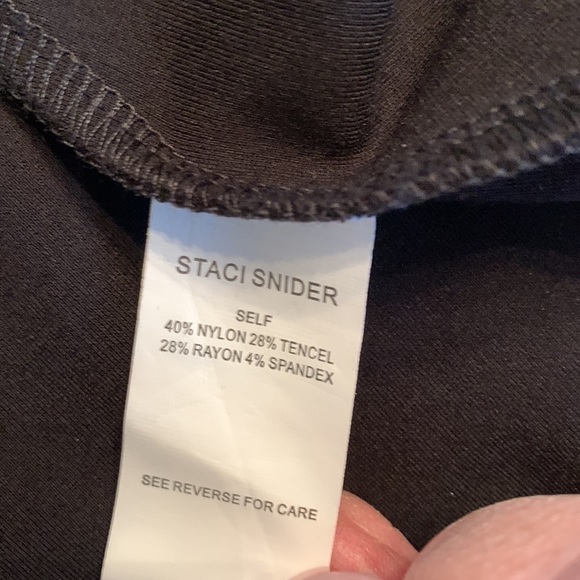 STACI SNIDER
SELF
40% NYLON 28% TENCEL
28% RAYON 4% SPANDEX
SEE REVERSE FOR CARE